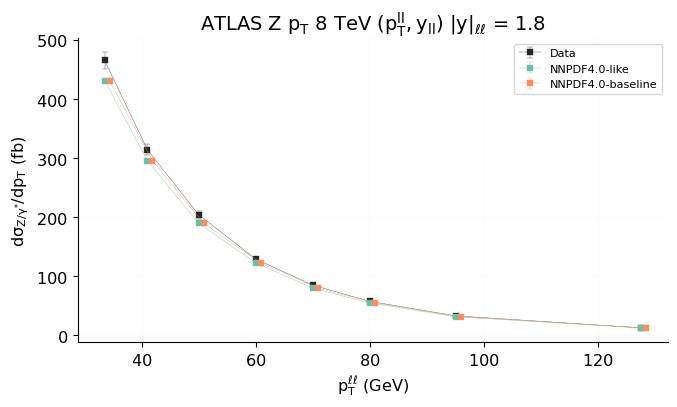 ATLAS Z p_T 8 TeV (p_T^ll, y_ll) |y|_ℓℓ = 1.8
Data
NNPDF4.0-like
NNPDF4.0-baseline
dσ_Z/γ*/dp_T (fb)
500
400
300
200
100
0
40
60
80
100
120
p_T^ℓℓ (GeV)